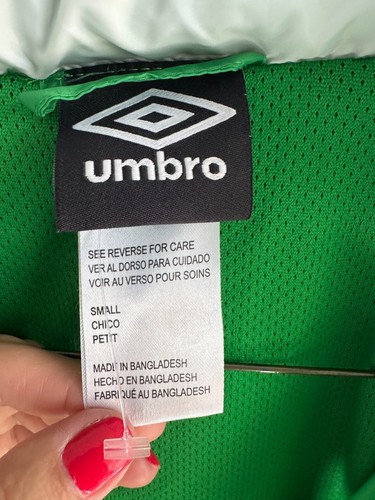 umbro
SEE REVERSE FOR CARE
VER AL DORSO PARA CUIDADO
VOIR AU VERSO POUR SOINS
SMALL
CHICO
PETIT
MADE IN BANGLADESH
HECHO EN BANGLADESH
FABRIQUÉ AU BANGLADESH